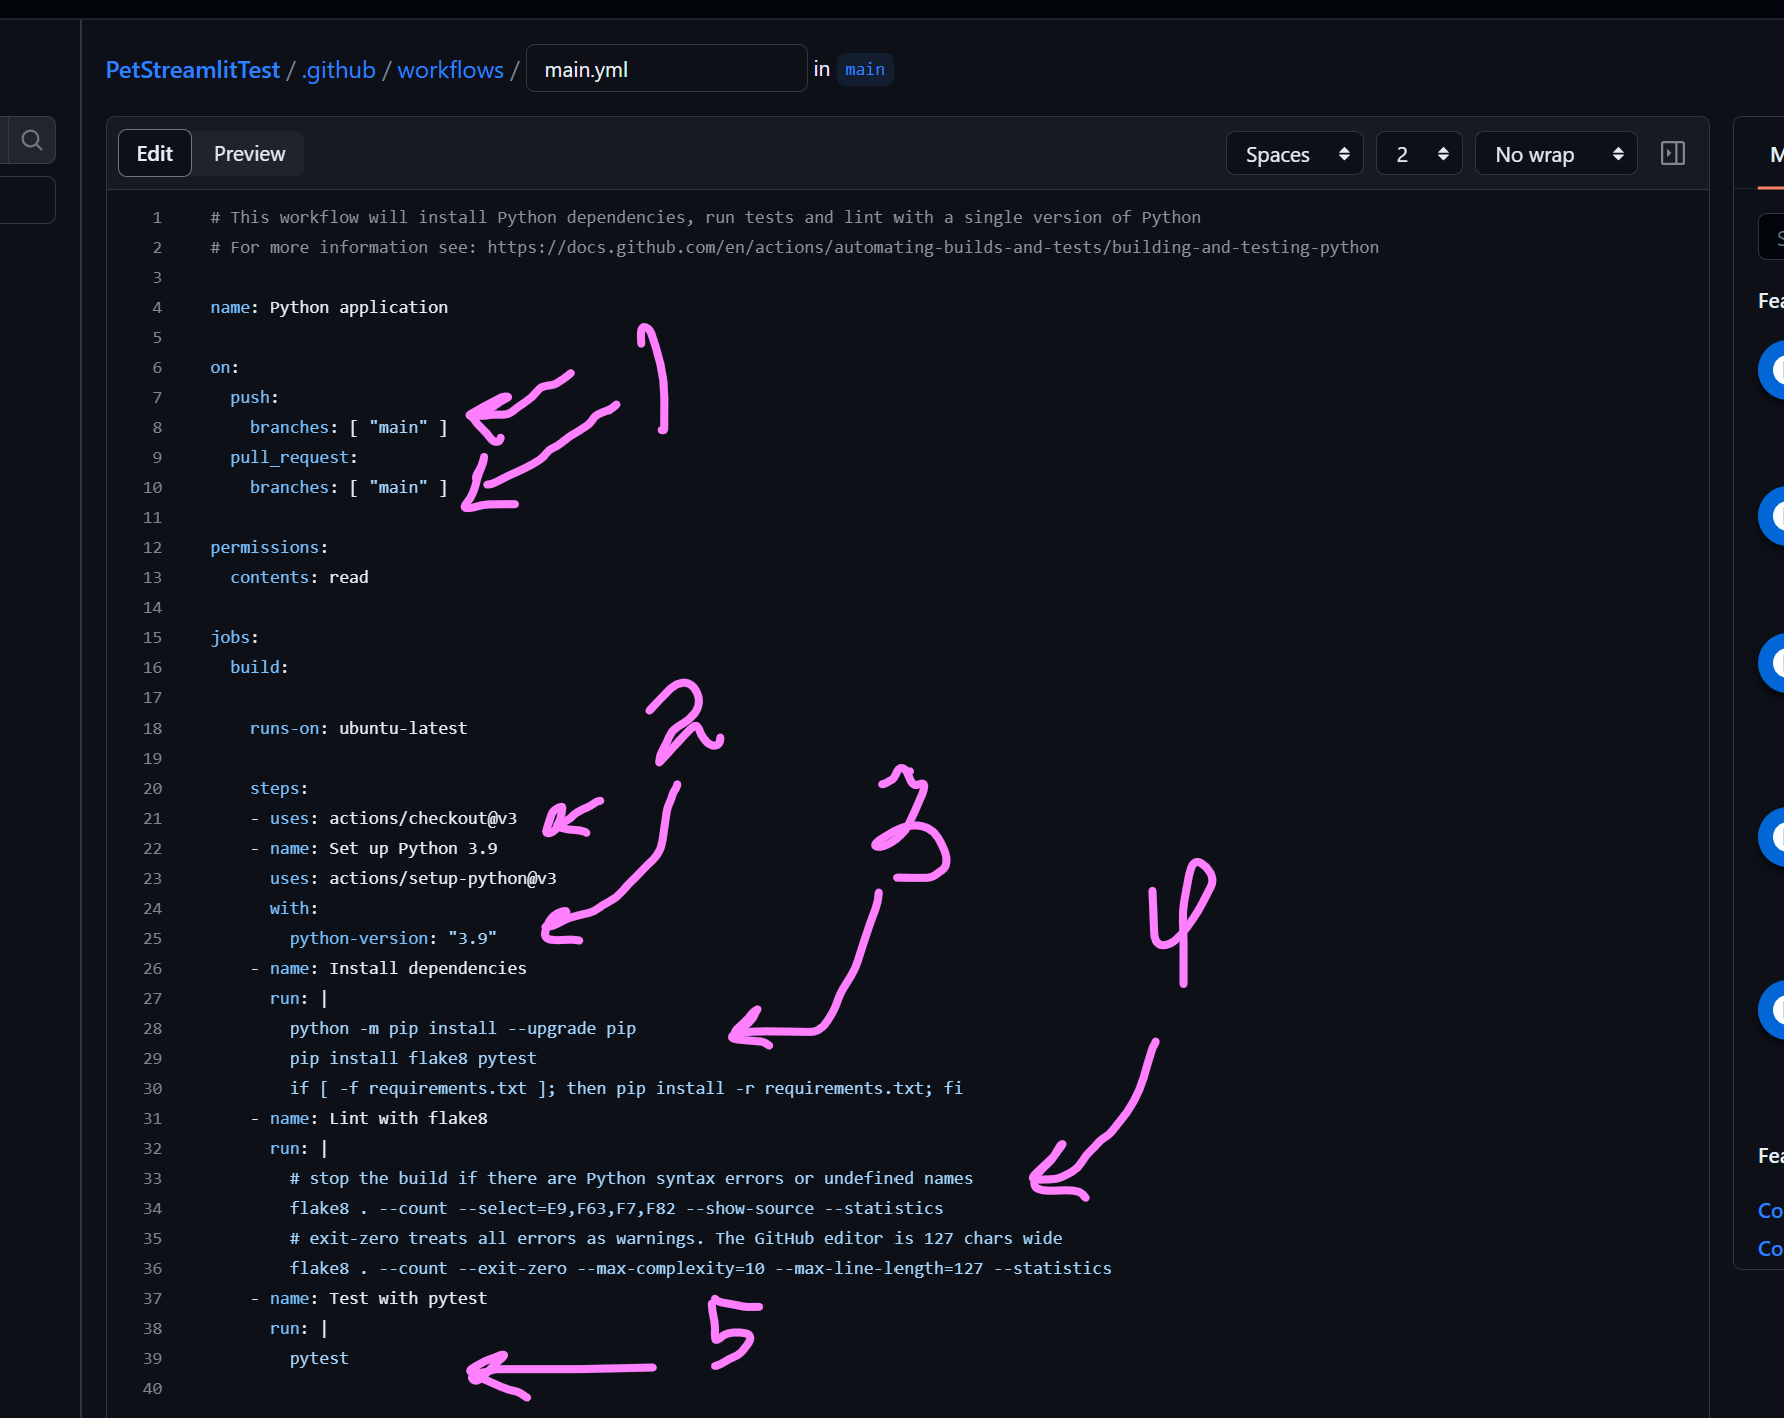 PetStreamlitTest / .github / workflows / main.yml in main
Edit Preview Spaces 2 No wrap
1 # This workflow will install Python dependencies, run tests and lint with a single version of Python
2 # For more information see: https://docs.github.com/en/actions/automating-builds-and-tests/building-and-testing-python
3
4 name: Python application
5
6 on:
7 push:
8 branches: [ "main" ]
9 pull_request:
10 branches: [ "main" ]
11
12 permissions:
13 contents: read
14
15 jobs:
16 build:
17
18 runs-on: ubuntu-latest
19
20 steps:
21 - uses: actions/checkout@v3
22 - name: Set up Python 3.9
23 uses: actions/setup-python@v3
24 with:
25 python-version: "3.9"
26 - name: Install dependencies
27 run: |
28 python -m pip install --upgrade pip
29 pip install flake8 pytest
30 if [ -f requirements.txt ]; then pip install -r requirements.txt; fi
31 - name: Lint with flake8
32 run: |
33 # stop the build if there are Python syntax errors or undefined names
34 flake8 . --count --select=E9,F63,F7,F82 --show-source --statistics
35 # exit-zero treats all errors as warnings. The GitHub editor is 127 chars wide
36 flake8 . --count --exit-zero --max-complexity=10 --max-line-length=127 --statistics
37 - name: Test with pytest
38 run: |
39 pytest
40
1
2
3
4
5